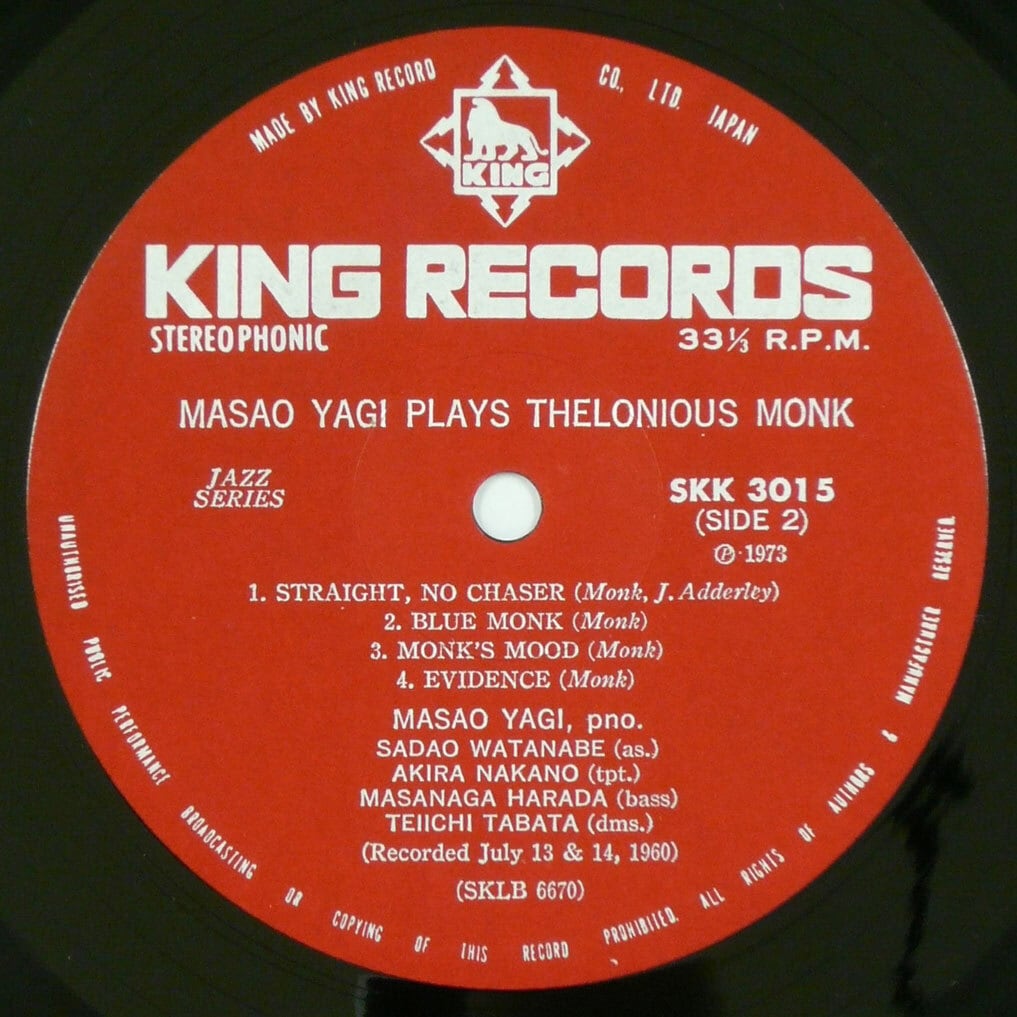 MADE BY KING RECORD CO., LTD. JAPAN
KING
KING RECORDS
STEREOPHONIC
33⅓ R.P.M.
MASAO YAGI PLAYS THELONIOUS MONK
JAZZ
SERIES
SKK 3015
(SIDE 2)
Ⓟ·1973
1. STRAIGHT, NO CHASER (Monk, J. Adderley)
2. BLUE MONK (Monk)
3. MONK'S MOOD (Monk)
4. EVIDENCE (Monk)
MASAO YAGI, pno.
SADAO WATANABE (as.)
AKIRA NAKANO (tpt.)
MASANAGA HARADA (bass)
TEIICHI TABATA (dms.)
(Recorded July 13 & 14, 1960)
(SKLB 6670)
UNAUTHORISED PUBLIC PERFORMANCE BROADCASTING OR COPYING OF THIS RECORD PROHIBITED. ALL RIGHTS OF AUTHORS & MANUFACTURER RESERVED.